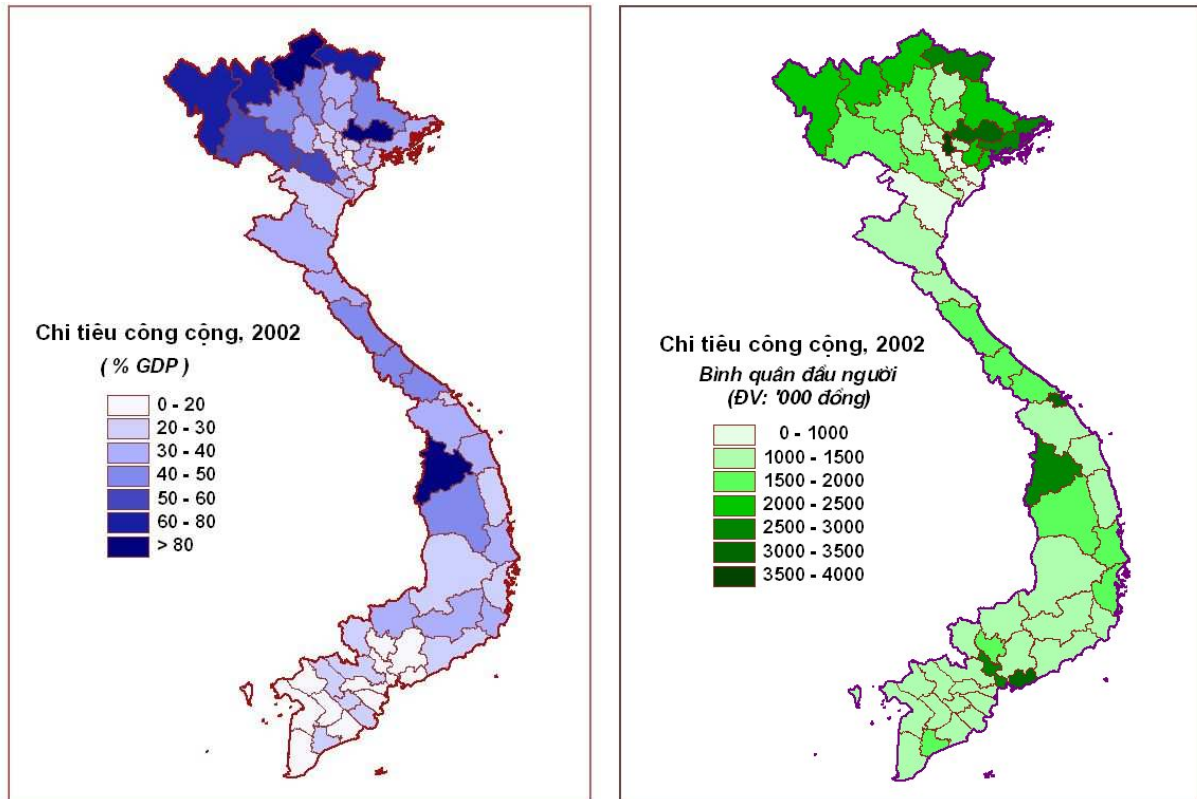 Chi tiêu công cộng, 2002
( % GDP )
0 - 20
20 - 30
30 - 40
40 - 50
50 - 60
60 - 80
> 80
Chi tiêu công cộng, 2002
Bình quân đầu người
(ĐV: '000 đồng)
0 - 1000
1000 - 1500
1500 - 2000
2000 - 2500
2500 - 3000
3000 - 3500
3500 - 4000